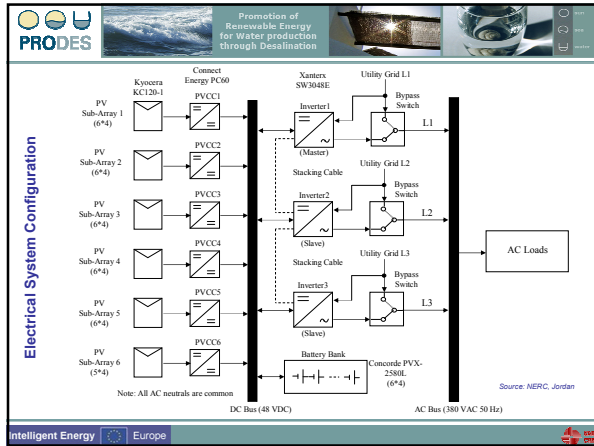 PRODES
Promotion of
Renewable Energy
for Water production
through Desalination
sun
sea
water
Electrical System Configuration
Kyocera
KC120-1
Connect
Energy PC60
Xanterx
SW3048E
Utility Grid L1
PV
Sub-Array 1
(6*4)
PVCC1
Inverter1
(Master)
Bypass
Switch
L1
PV
Sub-Array 2
(6*4)
PVCC2
Stacking Cable
Utility Grid L2
PV
Sub-Array 3
(6*4)
PVCC3
Inverter2
(Slave)
Bypass
Switch
L2
AC Loads
PV
Sub-Array 4
(6*4)
PVCC4
Stacking Cable
Utility Grid L3
PV
Sub-Array 5
(6*4)
PVCC5
Inverter3
(Slave)
Bypass
Switch
L3
PV
Sub-Array 6
(5*4)
PVCC6
Battery Bank
Concorde PVX-
2580L
(6*4)
Source: NERC, Jordan
Note: All AC neutrals are common
DC Bus (48 VDC)
AC Bus (380 VAC 50 Hz)
Intelligent Energy Europe